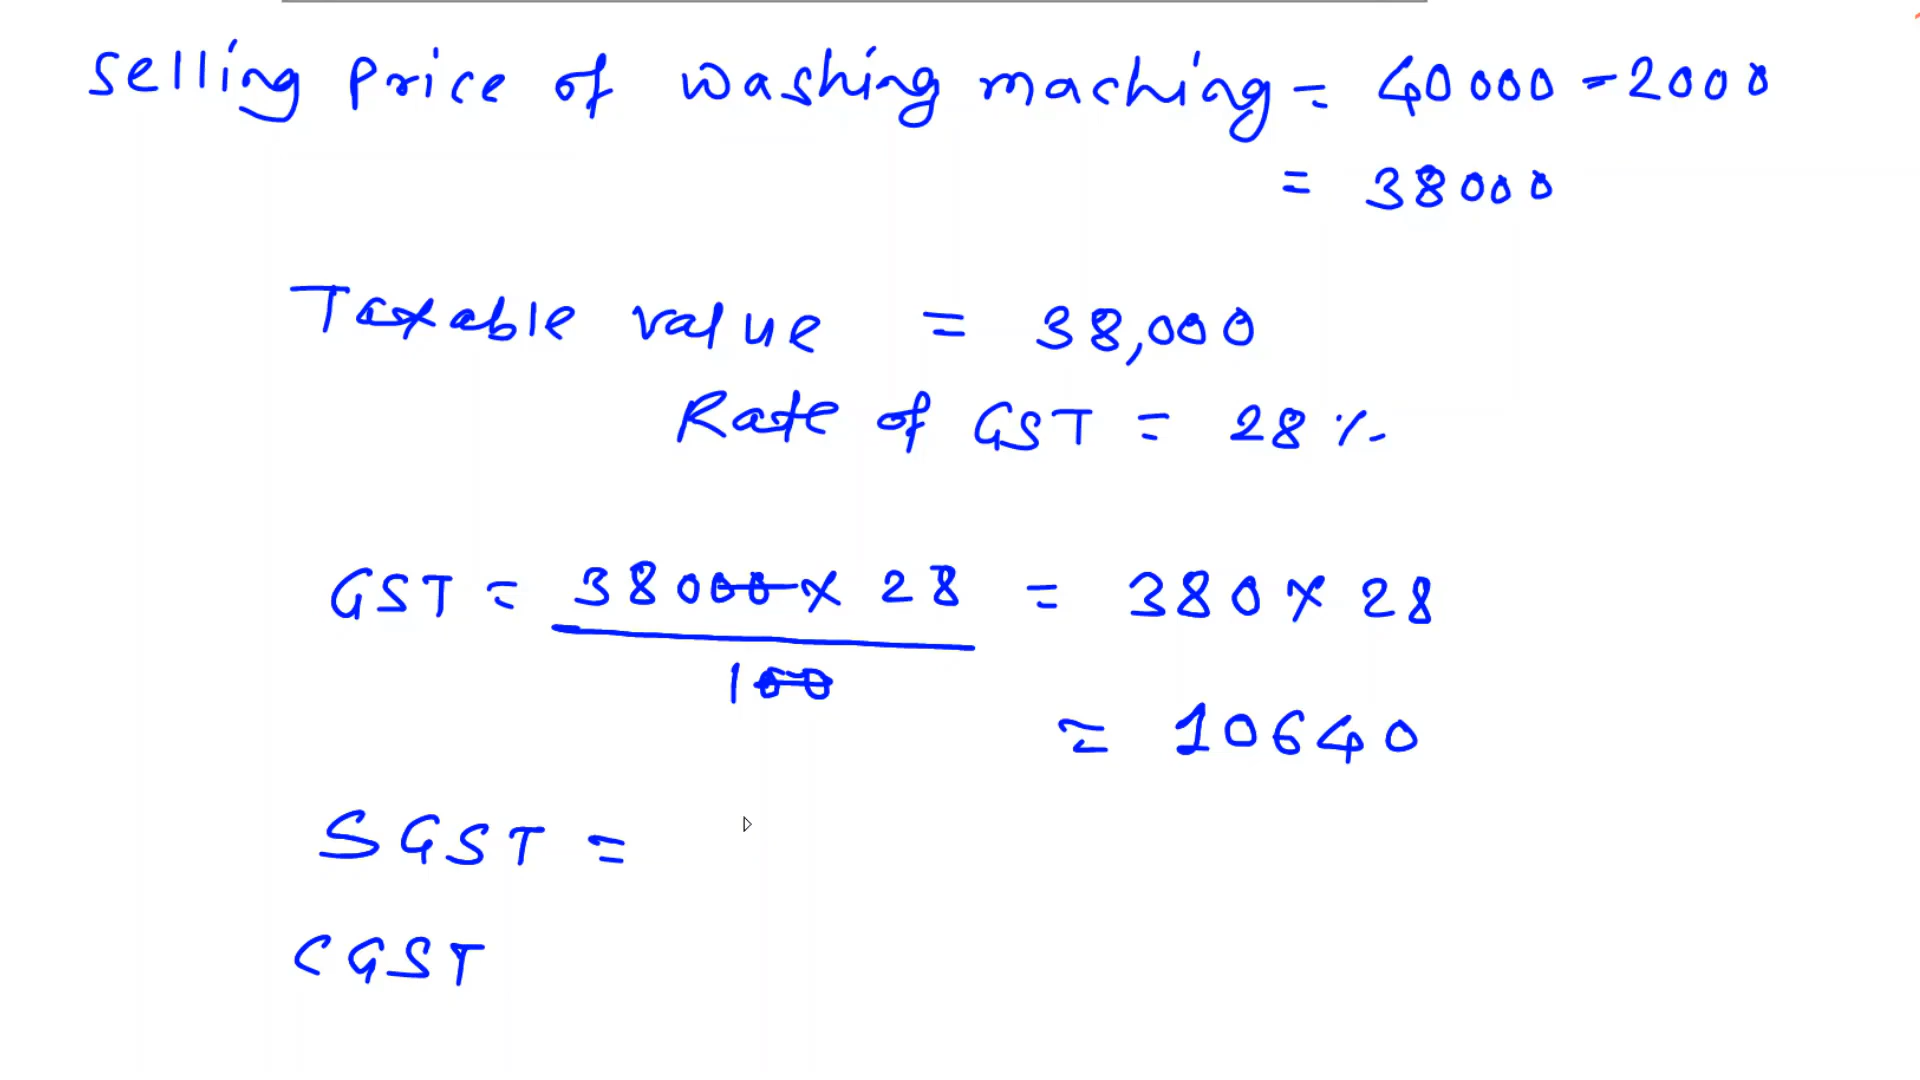 Selling Price of washing maching = 40000 - 2000
= 38000
Taxable value = 38,000
Rate of GST = 28 %
GST = 38000 x 28 = 380 x 28
100
= 10640
SGST =
CGST